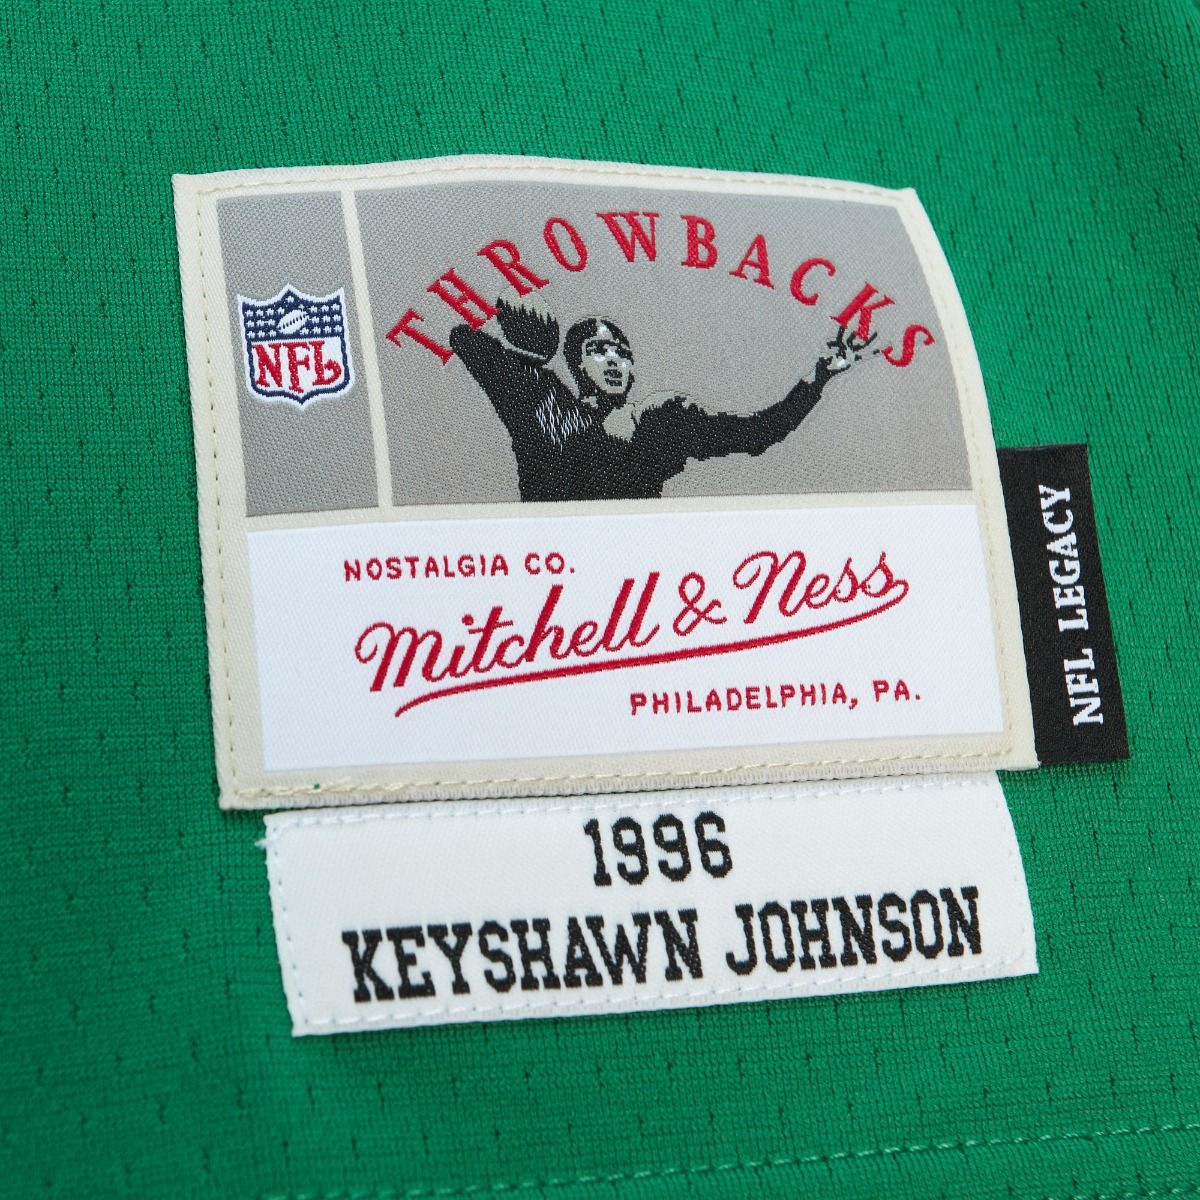 THROWBACKS
NFL
NOSTALGIA CO.
Mitchell & Ness
PHILADELPHIA, PA.
NFL LEGACY
1996
KEYSHAWN JOHNSON